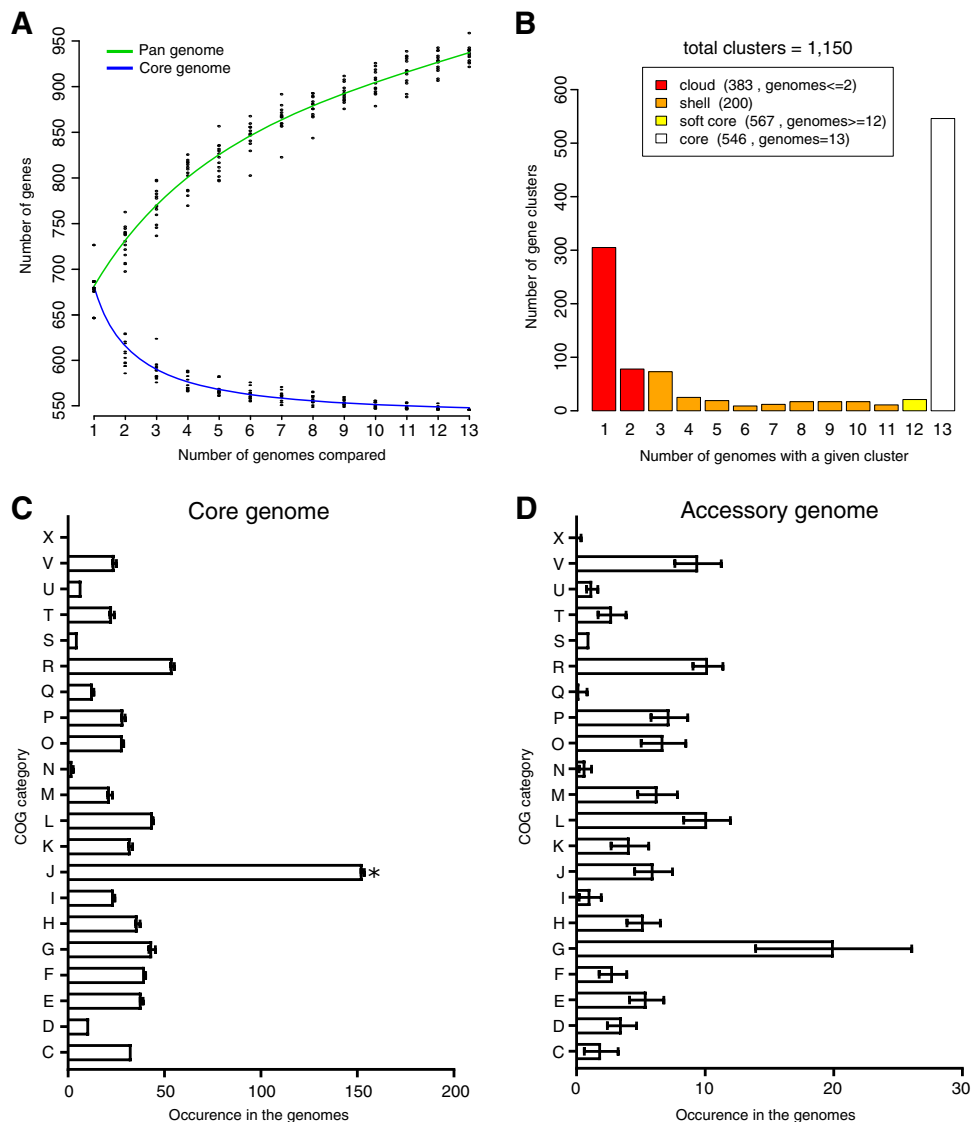 A
Pan genome
Core genome
Number of genes
950
900
850
800
750
700
650
600
550
1 2 3 4 5 6 7 8 9 10 11 12 13
Number of genomes compared
B
total clusters = 1,150
cloud (383 , genomes<=2)
shell (200)
soft core (567 , genomes>=12)
core (546 , genomes=13)
Number of gene clusters
600
500
400
300
200
100
0
1 2 3 4 5 6 7 8 9 10 11 12 13
Number of genomes with a given cluster
C
Core genome
COG category
X
V
U
T
S
R
Q
P
O
N
M
L
K
J
*
I
H
G
F
E
D
C
0 50 100 150 200
Occurence in the genomes
D
Accessory genome
COG category
X
V
U
T
S
R
Q
P
O
N
M
L
K
J
I
H
G
F
E
D
C
0 10 20 30
Occurence in the genomes